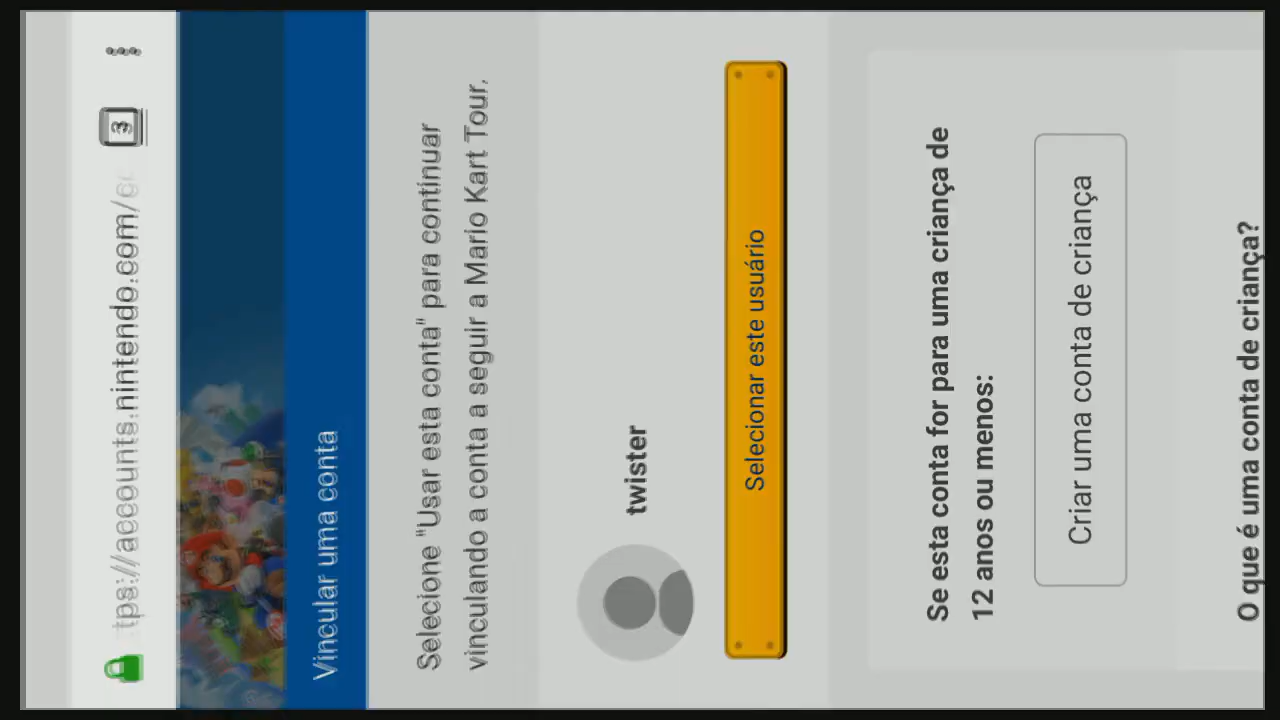 tps://accounts.nintendo.com/c
3
Vincular uma conta
Selecione "Usar esta conta" para continuar
vinculando a conta a seguir a Mario Kart Tour.
twister
Selecionar este usuário
Se esta conta for para uma criança de
12 anos ou menos:
Criar uma conta de criança
O que é uma conta de criança?